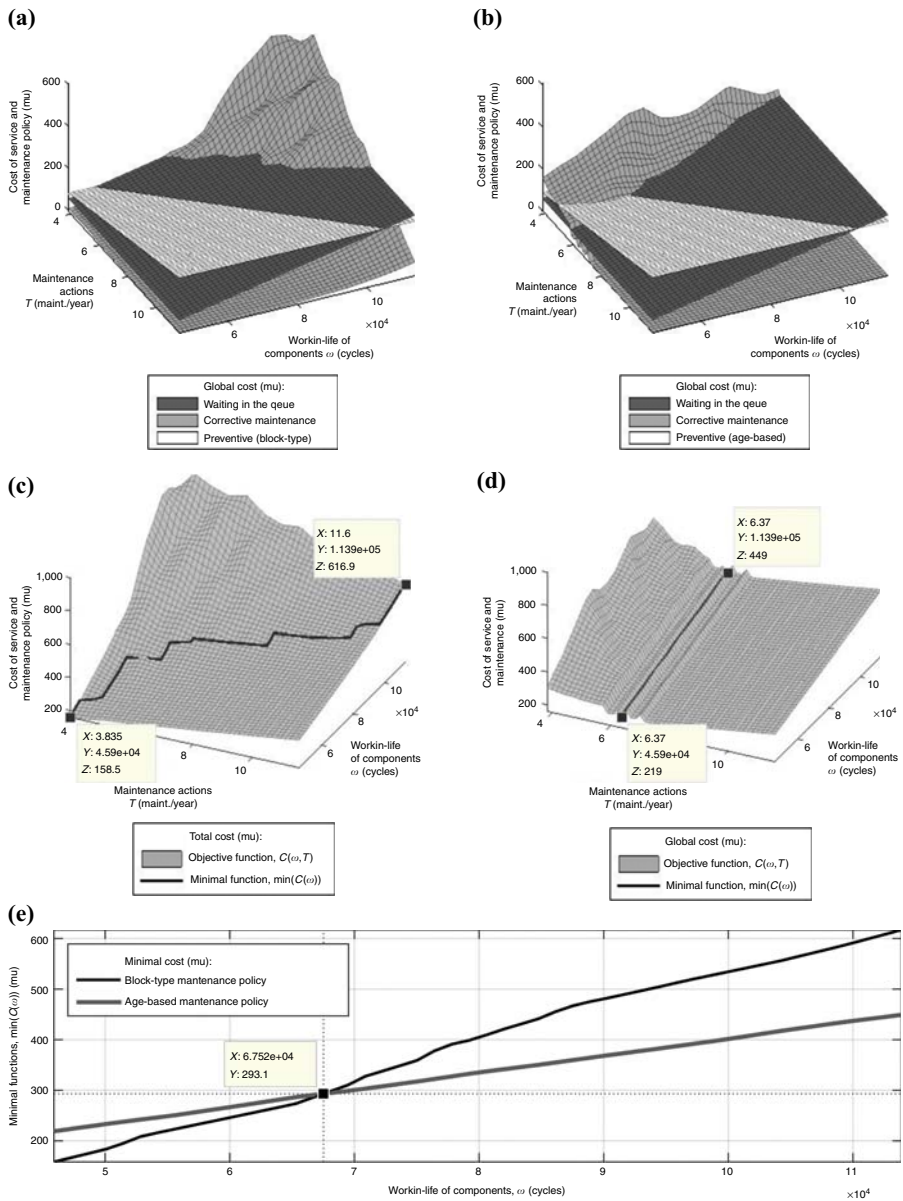 (a)
600
400
200
0
Cost of service and
maintenance policy (mu)
4
6
8
10
Maintenance
actions
T (maint./year)
6
8
10
×10⁴
Workin-life of
components ω (cycles)
Global cost (mu):
Waiting in the qeue
Corrective maintenance
Preventive (block-type)
(b)
600
400
200
0
Cost of service and
maintenance policy (mu)
4
6
8
10
Maintenance
actions
T (maint./year)
6
8
10
×10⁴
Workin-life of
components ω (cycles)
Global cost (mu):
Waiting in the qeue
Corrective maintenance
Preventive (age-based)
(c)
1,000
800
600
400
200
Cost of service and
maintenance policy (mu)
X: 11.6
Y: 1.139e+05
Z: 616.9
X: 3.835
Y: 4.59e+04
Z: 158.5
4
8
10
Maintenance actions
T (maint./year)
6
8
10
×10⁴
Workin-life
of components
ω (cycles)
Total cost (mu):
Objective function, C(ω,T)
Minimal function, min(C(ω))
(d)
1,000
800
600
400
200
Cost of service and
maintenance (mu)
X: 6.37
Y: 1.139e+05
Z: 449
X: 6.37
Y: 4.59e+04
Z: 219
4
6
8
10
Maintenance actions
T (maint./year)
6
8
10
×10⁴
Workin-life
of components
ω (cycles)
Global cost (mu):
Objective function, C(ω,T)
Minimal function, min(C(ω))
(e)
600
500
400
300
200
Minimal functions, min(C(ω)) (mu)
Minimal cost (mu):
Block-type mantenance policy
Age-based mantenance policy
X: 6.752e+04
Y: 293.1
5
6
7
8
9
10
11
×10⁴
Workin-life of components, ω (cycles)